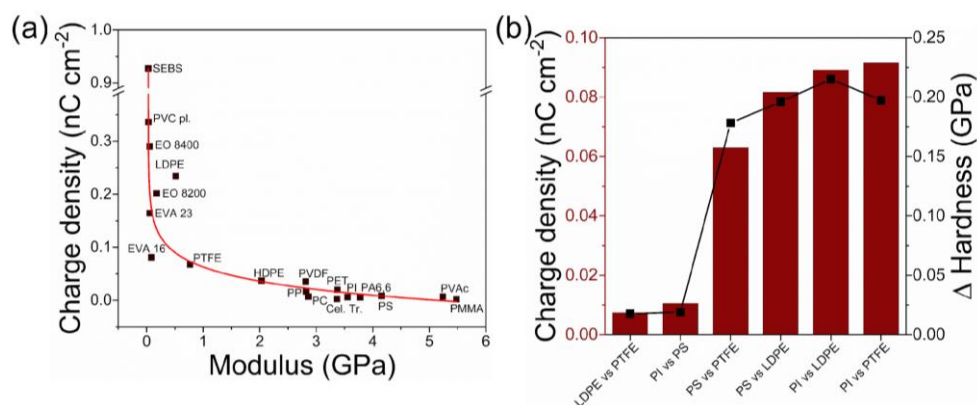 (a)
Charge density (nC cm⁻²)
1.0
0.9
0.3
0.2
0.1
0.0
SEBS
PVC pl.
EO 8400
LDPE
EO 8200
EVA 23
EVA 16
PTFE
HDPE
PVDF
PP
PC
PET
Cel. Tr.
PI
PA6,6
PS
PVAc
PMMA
0 1 2 3 4 5 6
Modulus (GPa)
(b)
Charge density (nC cm⁻²)
0.10
0.08
0.06
0.04
0.02
0.00
0.25
0.20
0.15
0.10
0.05
0.00
Δ Hardness (GPa)
LDPE vs PTFE
PI vs PS
PS vs PTFE
PS vs LDPE
PI vs LDPE
PI vs PTFE